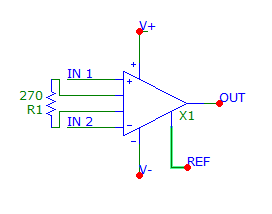 V+
+
IN 1
+
270
R1
OUT
X1
IN 2
−
−
REF
V-